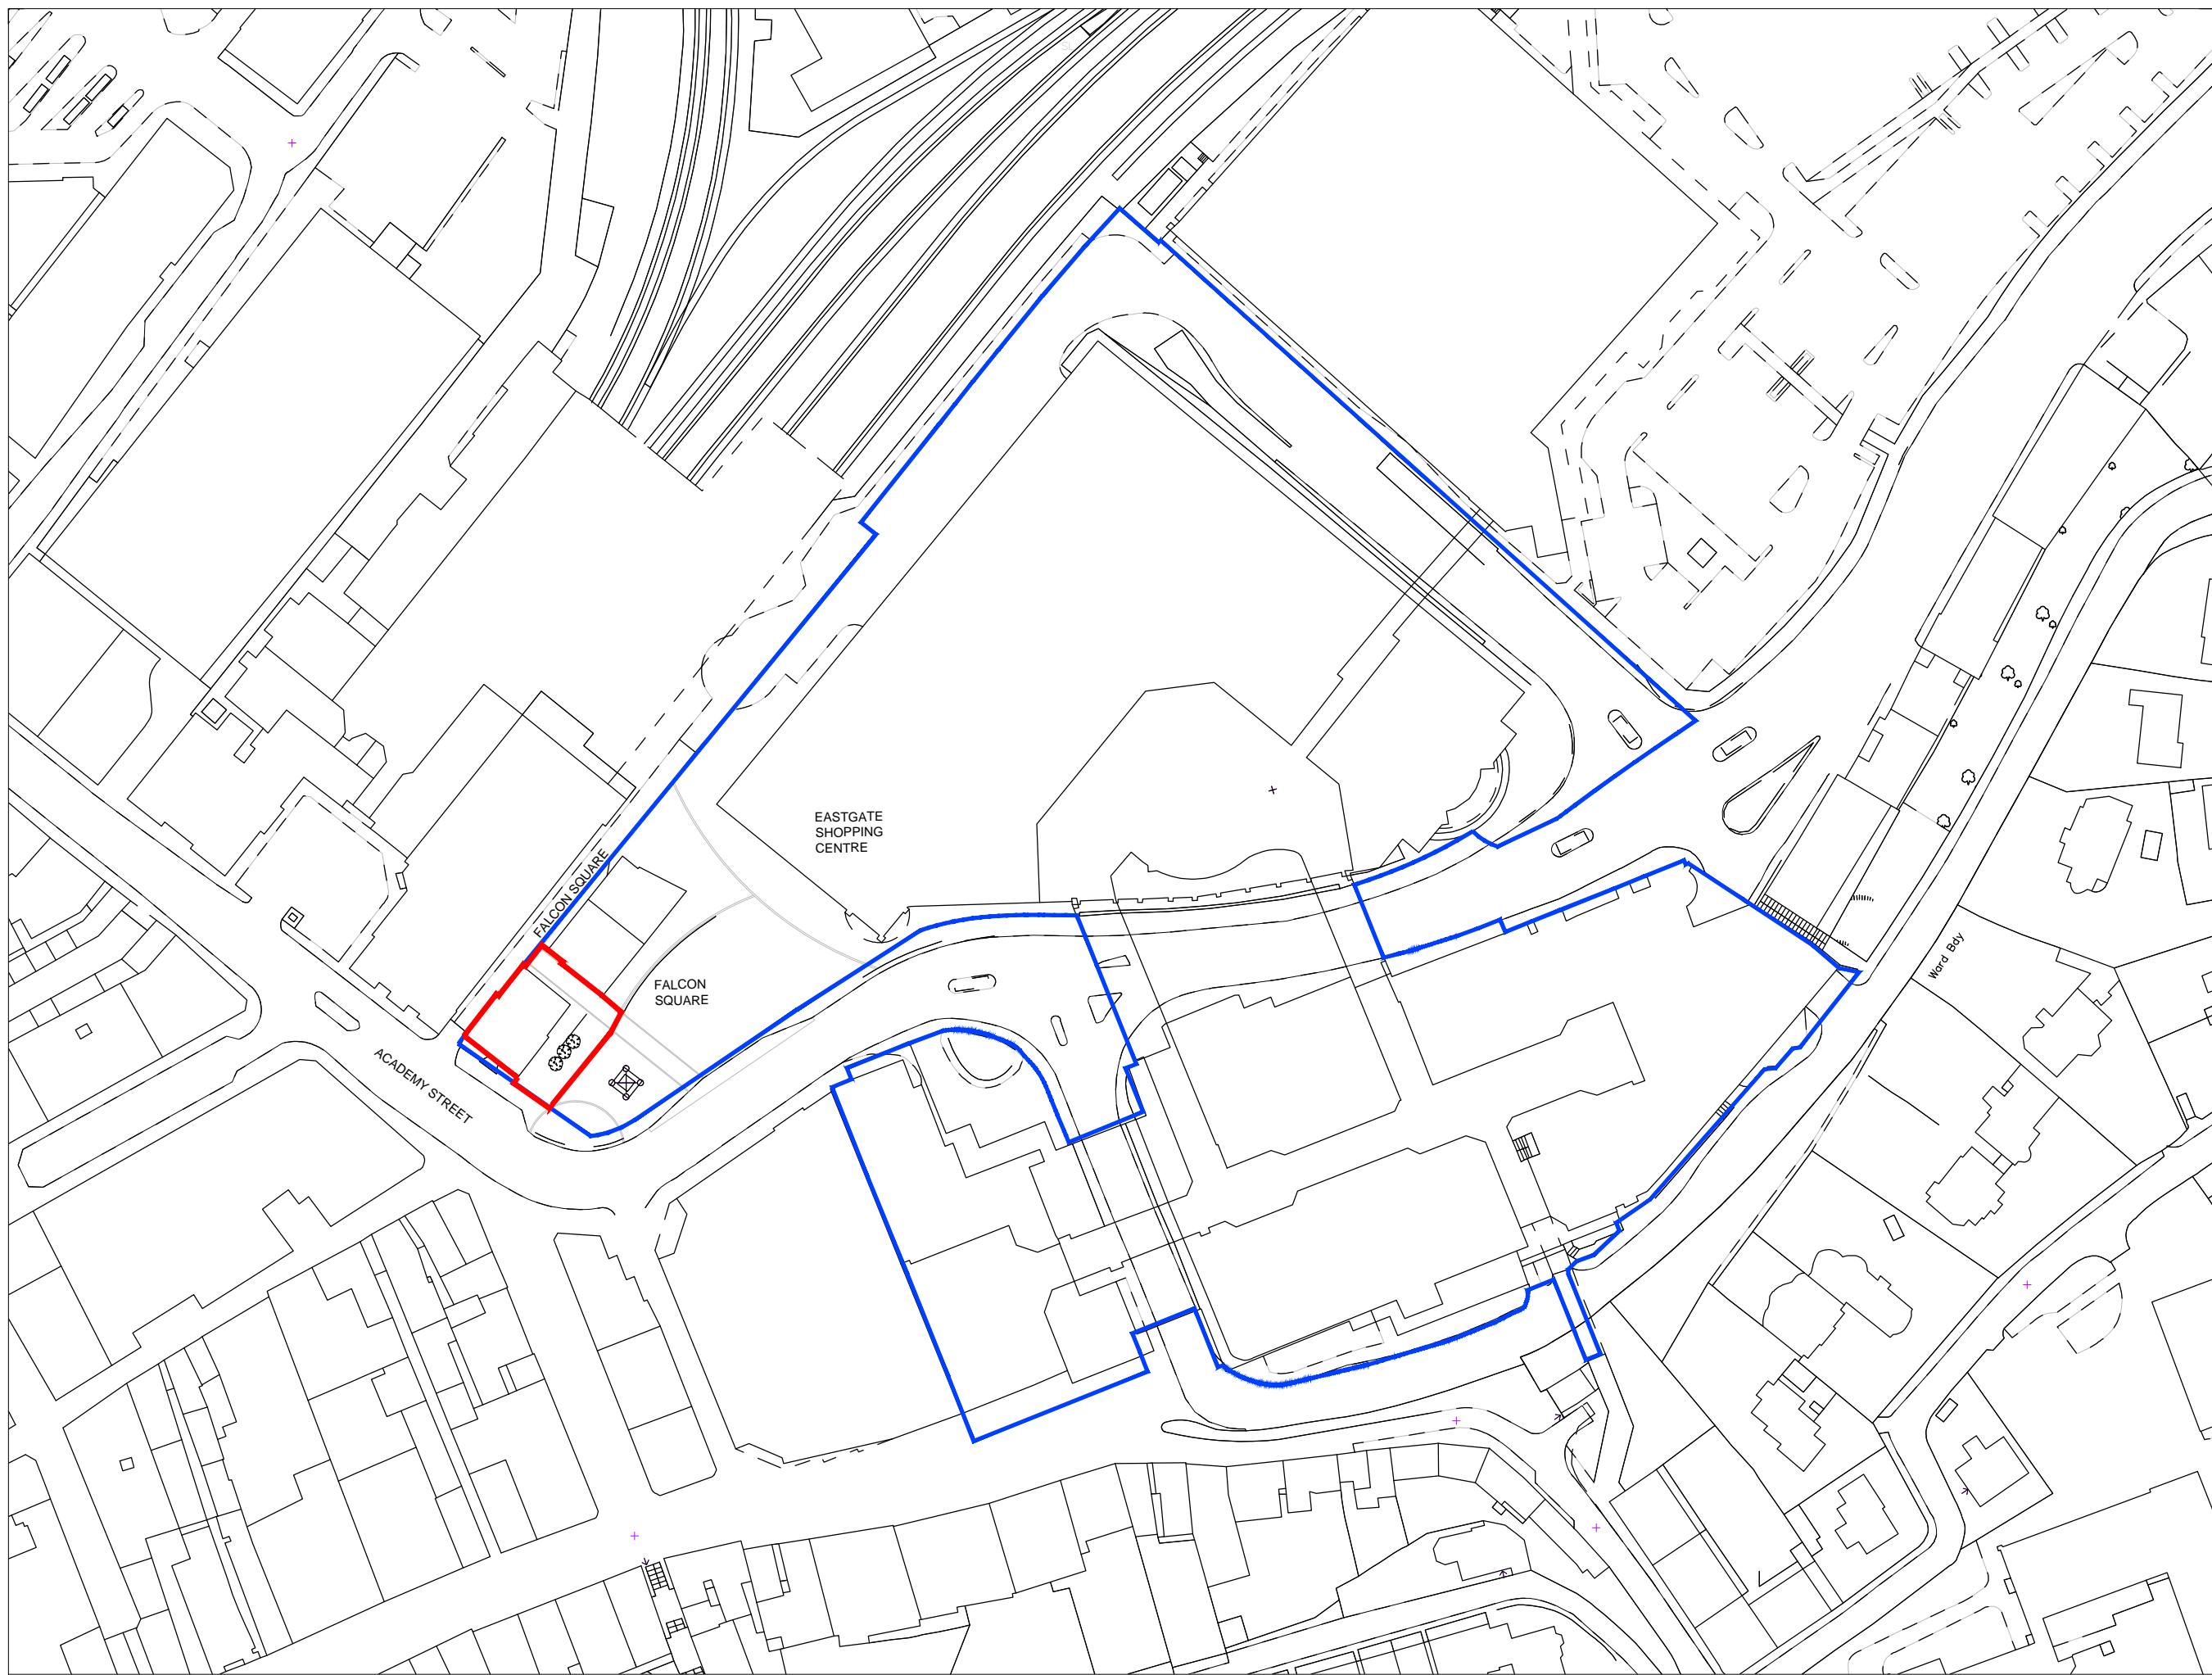 EASTGATE
SHOPPING
CENTRE
FALCON SQUARE
FALCON
SQUARE
Ward Bdy
ACADEMY STREET